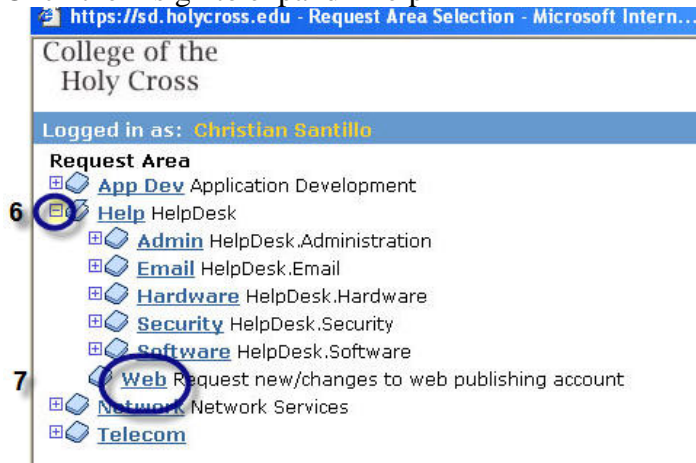 https://sd.holycross.edu - Request Area Selection - Microsoft Intern...
College of the
Holy Cross
Logged in as: Christian Santillo
Request Area
App Dev Application Development
6 Help HelpDesk
Admin HelpDesk.Administration
Email HelpDesk.Email
Hardware HelpDesk.Hardware
Security HelpDesk.Security
Software HelpDesk.Software
7 Web Request new/changes to web publishing account
Network Network Services
Telecom